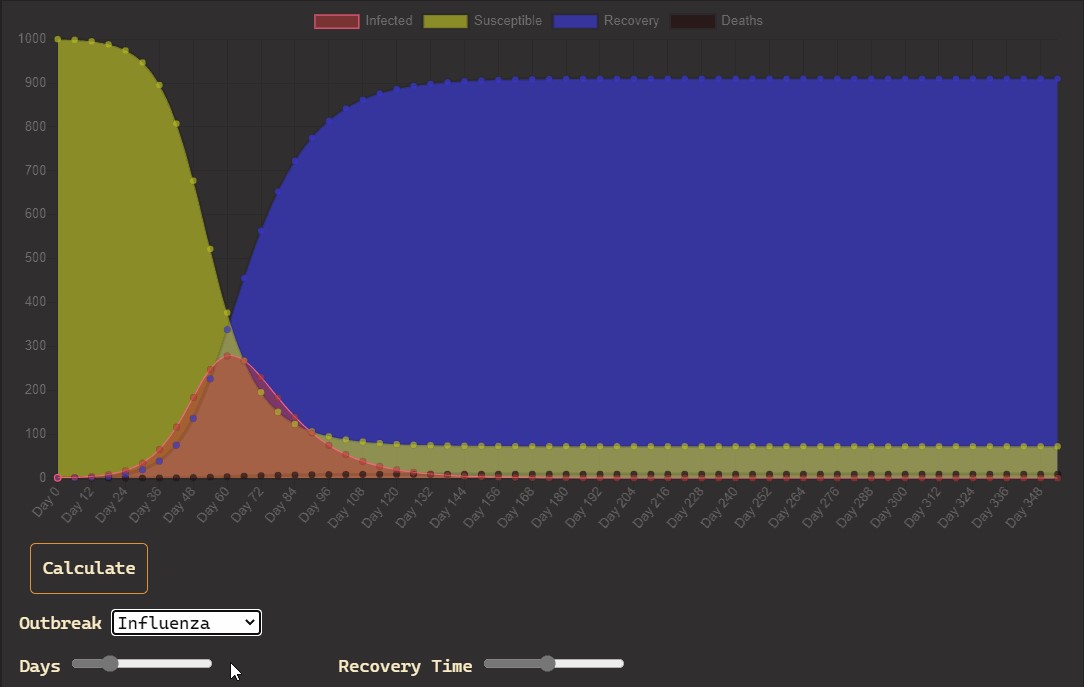 Infected Susceptible Recovery Deaths
1000
900
800
700
600
500
400
300
200
100
0
Day 0 Day 12 Day 24 Day 36 Day 48 Day 60 Day 72 Day 84 Day 96 Day 108 Day 120 Day 132 Day 144 Day 156 Day 168 Day 180 Day 192 Day 204 Day 216 Day 228 Day 240 Day 252 Day 264 Day 276 Day 288 Day 300 Day 312 Day 324 Day 336 Day 348
Calculate
Outbreak Influenza
Days Recovery Time